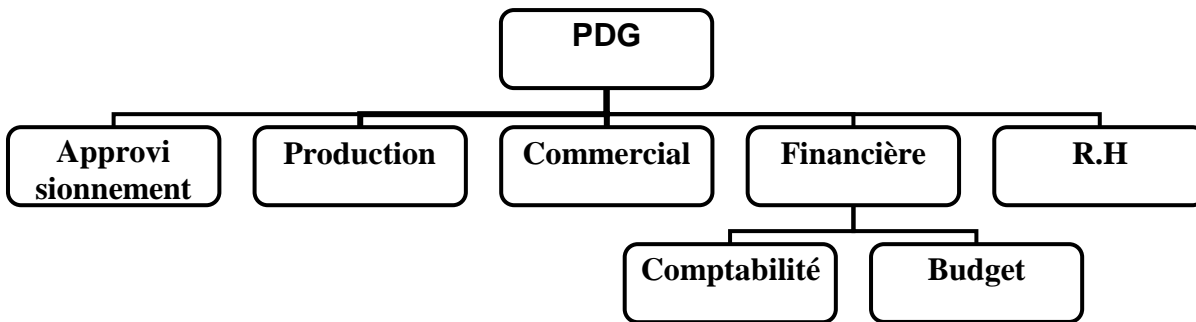 PDG
Approvi
sionnement
Production
Commercial
Financière
R.H
Comptabilité
Budget